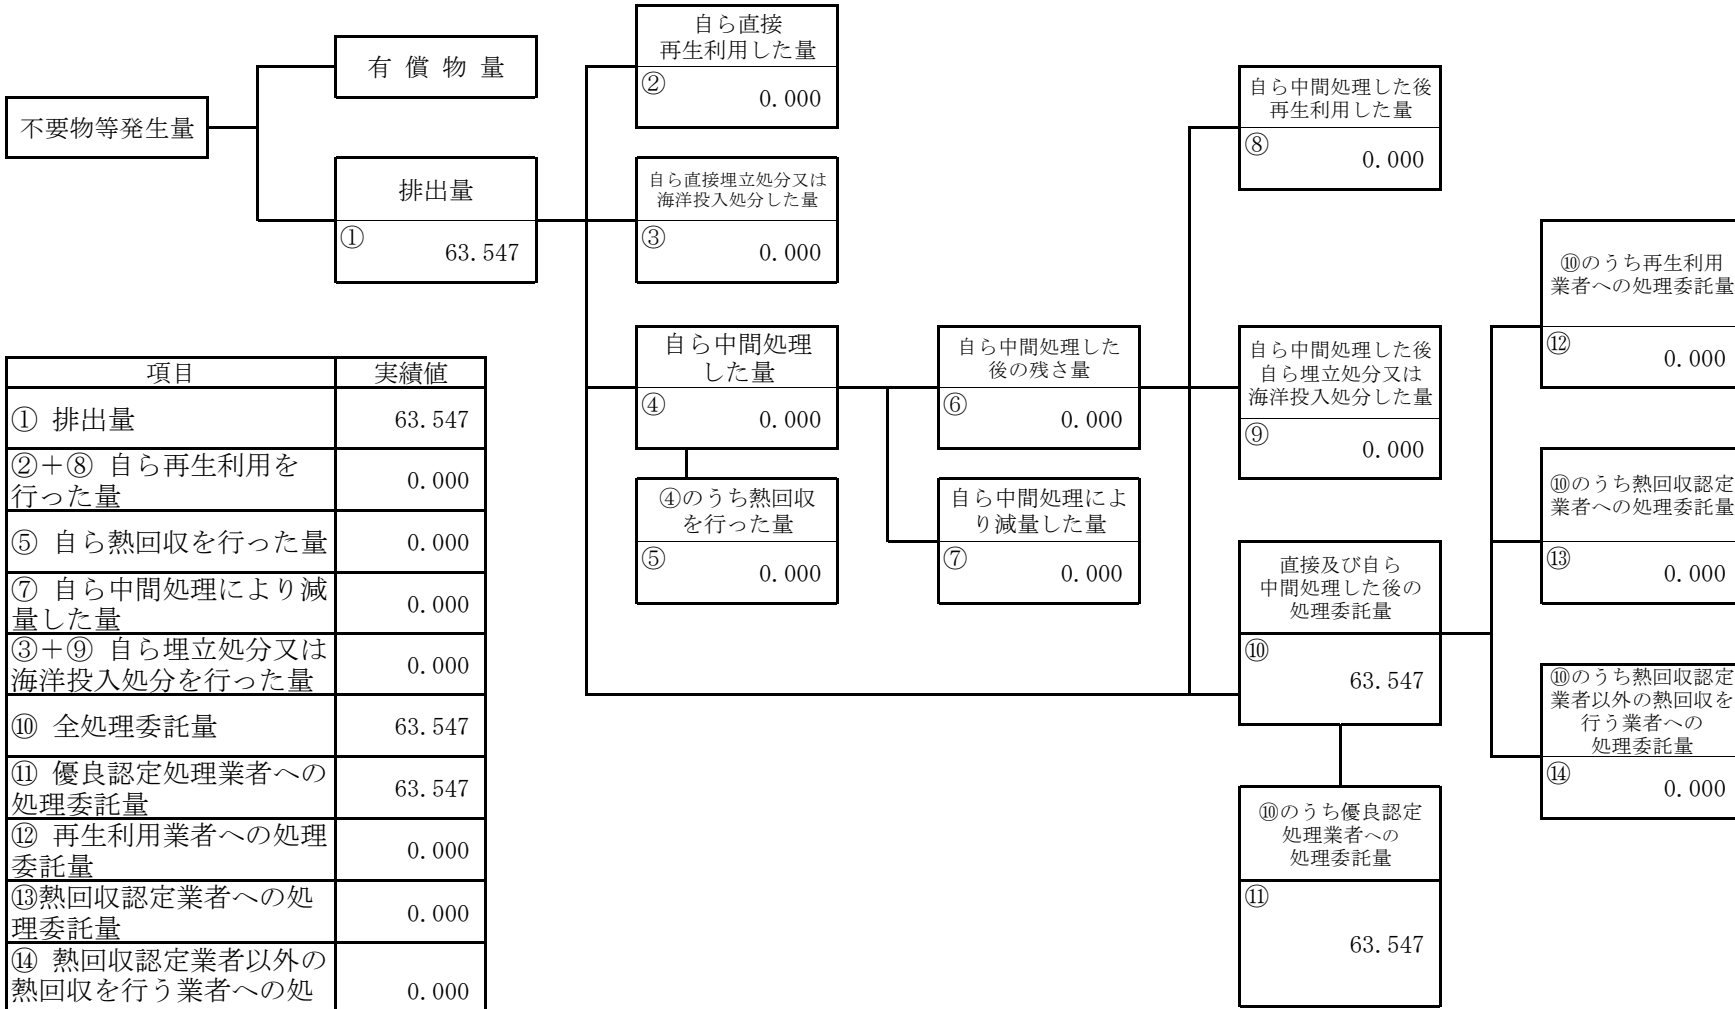 不要物等発生量
有 償 物 量
排出量
①
63.547
自ら直接
再生利用した量
②
0.000
自ら直接埋立処分又は
海洋投入処分した量
③
0.000
自ら中間処理
した量
④
0.000
④のうち熱回収
を行った量
⑤
0.000
自ら中間処理した
後の残さ量
⑥
0.000
自ら中間処理によ
り減量した量
⑦
0.000
自ら中間処理した後
再生利用した量
⑧
0.000
自ら中間処理した後
自ら埋立処分又は
海洋投入処分した量
⑨
0.000
直接及び自ら
中間処理した後の
処理委託量
⑩
63.547
⑩のうち優良認定
処理業者への
処理委託量
⑪
63.547
⑩のうち再生利用
業者への処理委託量
⑫
0.000
⑩のうち熱回収認定
業者への処理委託量
⑬
0.000
⑩のうち熱回収認定
業者以外の熱回収を
行う業者への
処理委託量
⑭
0.000
項目 実績値
① 排出量 63.547
②+⑧ 自ら再生利用を
行った量 0.000
⑤ 自ら熱回収を行った量 0.000
⑦ 自ら中間処理により減
量した量 0.000
③+⑨ 自ら埋立処分又は
海洋投入処分を行った量 0.000
⑩ 全処理委託量 63.547
⑪ 優良認定処理業者への
処理委託量 63.547
⑫ 再生利用業者への処理
委託量 0.000
⑬熱回収認定業者への処
理委託量 0.000
⑭ 熱回収認定業者以外の
熱回収を行う業者への処 0.000